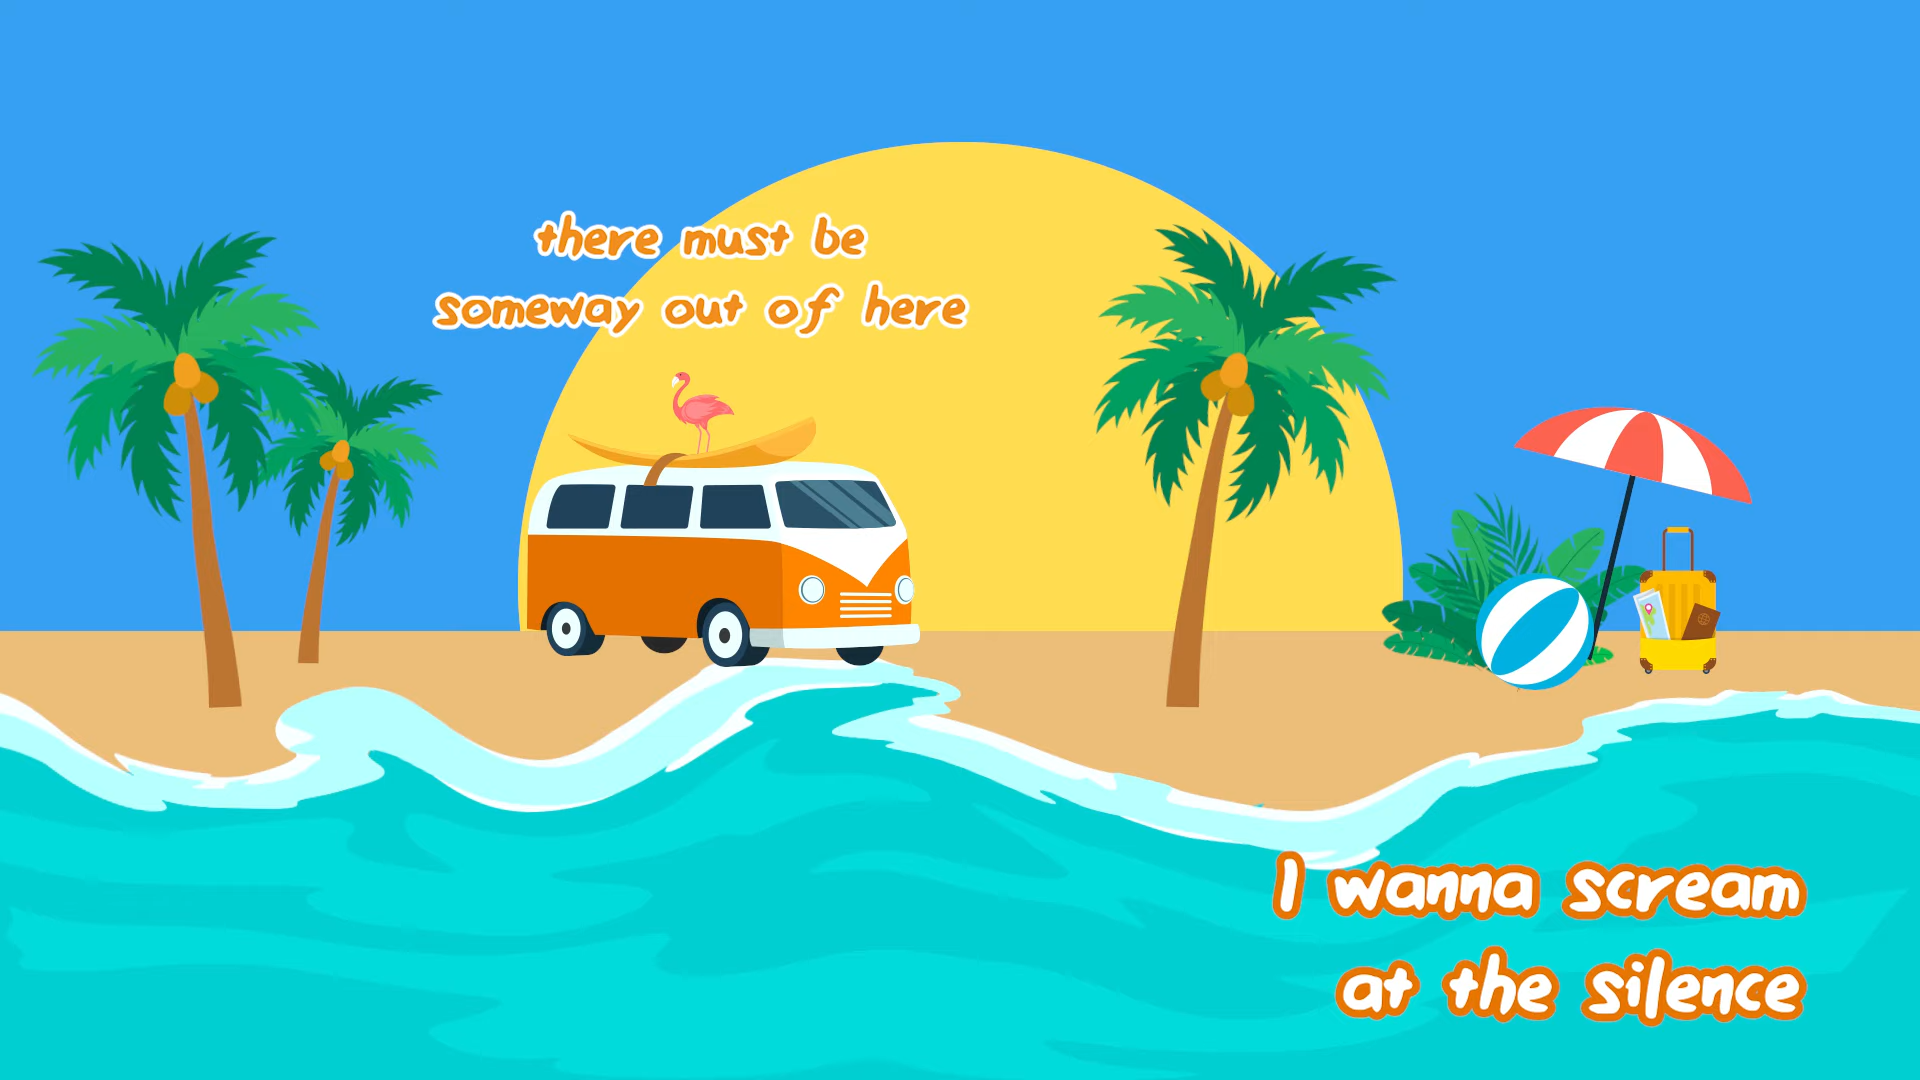 there must be
someway out of here
I wanna scream
at the silence